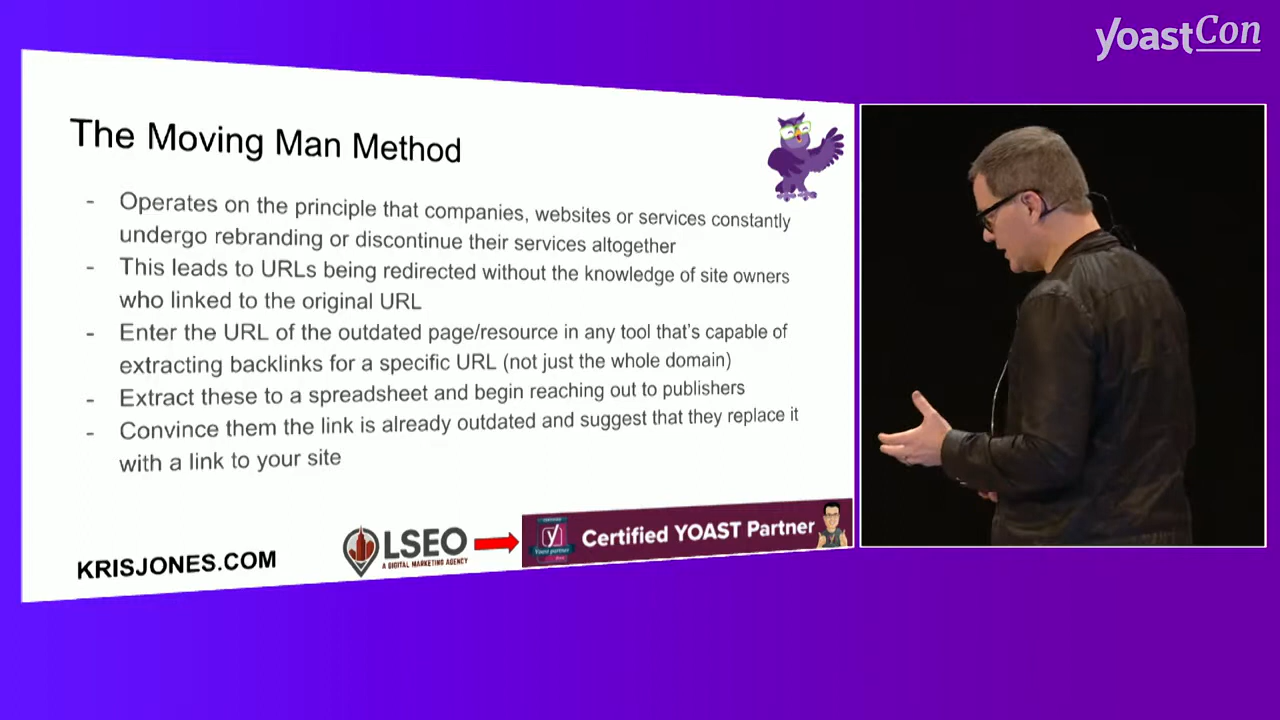 yoastCon
The Moving Man Method
- Operates on the principle that companies, websites or services constantly
undergo rebranding or discontinue their services altogether
- This leads to URLs being redirected without the knowledge of site owners
who linked to the original URL
- Enter the URL of the outdated page/resource in any tool that's capable of
extracting backlinks for a specific URL (not just the whole domain)
- Extract these to a spreadsheet and begin reaching out to publishers
- Convince them the link is already outdated and suggest that they replace it
with a link to your site
KRISJONES.COM
LSEO
A DIGITAL MARKETING AGENCY
y
Yoast partner
Certified YOAST Partner